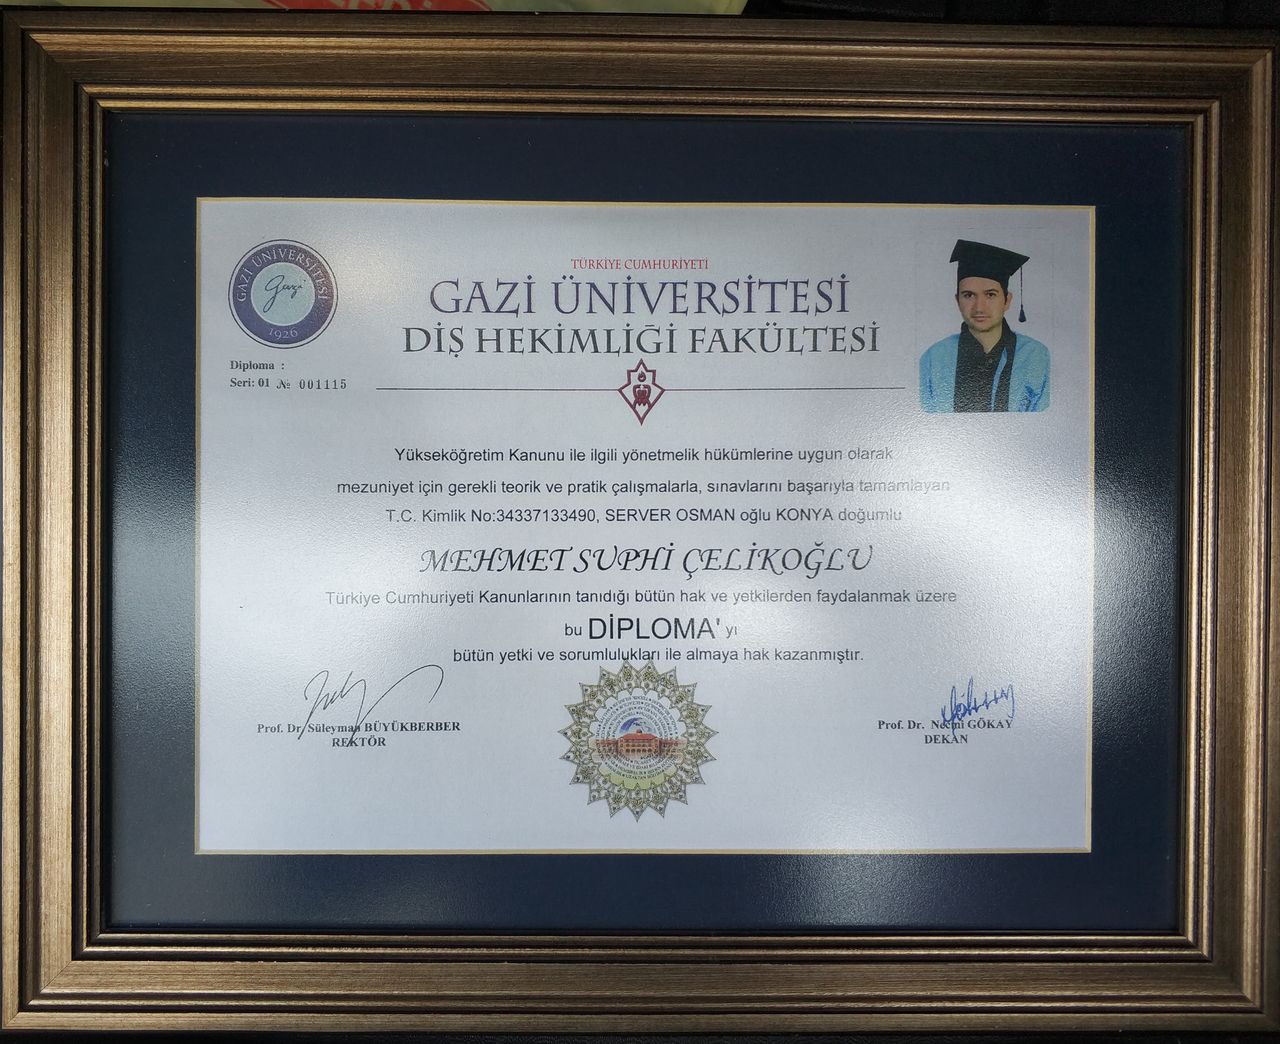 GAZİ ÜNİVERSİTESİ
Gazi
1926
TÜRKİYE CUMHURİYETİ
GAZİ ÜNİVERSİTESİ
DİŞ HEKİMLİĞİ FAKÜLTESİ
Diploma :
Seri: 01 № 001115
Yükseköğretim Kanunu ile ilgili yönetmelik hükümlerine uygun olarak
mezuniyet için gerekli teorik ve pratik çalışmalarla, sınavlarını başarıyla tamamlayan
T.C. Kimlik No:34337133490, SERVER OSMAN oğlu KONYA doğumlu
MEHMET SUPHİ ÇELİKOĞLU
Türkiye Cumhuriyeti Kanunlarının tanıdığı bütün hak ve yetkilerden faydalanmak üzere
bu DİPLOMA' yı
bütün yetki ve sorumlulukları ile almaya hak kazanmıştır.
Prof. Dr. Süleyman BÜYÜKBERBER
REKTÖR
Prof. Dr. Necmi GÖKAY
DEKAN